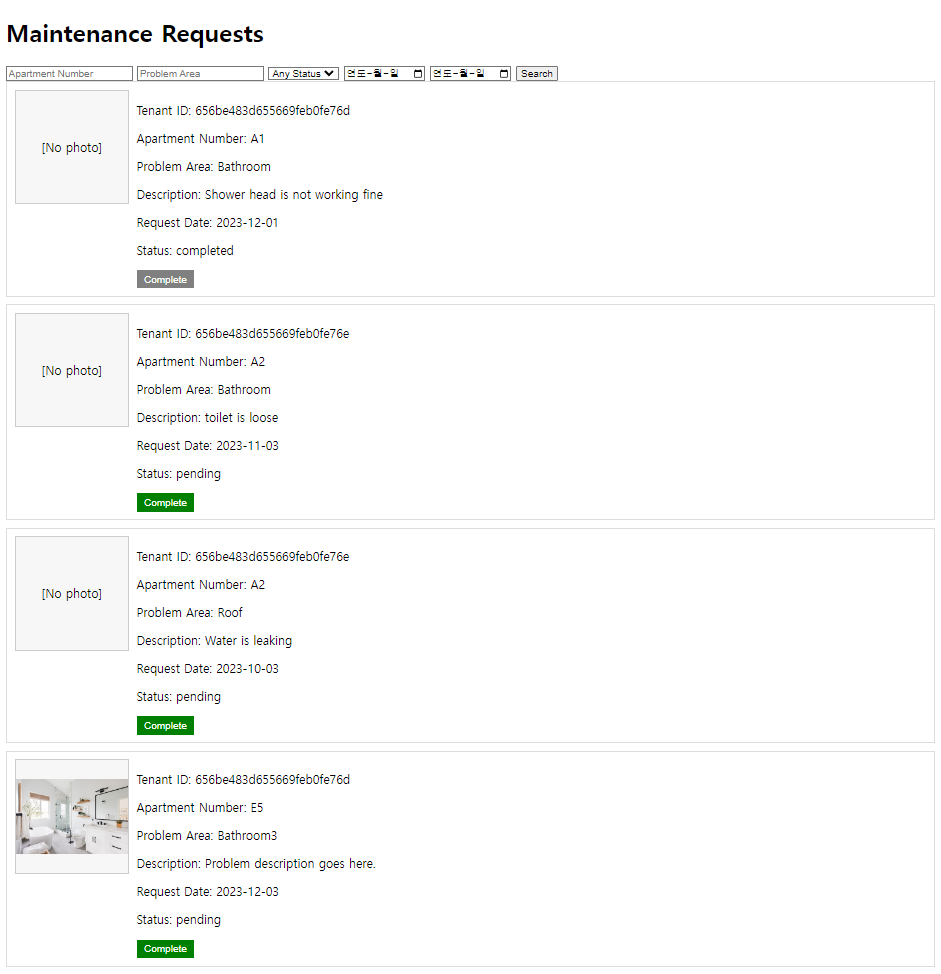 Maintenance Requests
Apartment Number Problem Area Any Status 연도-월-일 연도-월-일 Search
[No photo]
Tenant ID: 656be483d655669feb0fe76d
Apartment Number: A1
Problem Area: Bathroom
Description: Shower head is not working fine
Request Date: 2023-12-01
Status: completed
Complete
[No photo]
Tenant ID: 656be483d655669feb0fe76e
Apartment Number: A2
Problem Area: Bathroom
Description: toilet is loose
Request Date: 2023-11-03
Status: pending
Complete
[No photo]
Tenant ID: 656be483d655669feb0fe76e
Apartment Number: A2
Problem Area: Roof
Description: Water is leaking
Request Date: 2023-10-03
Status: pending
Complete
Tenant ID: 656be483d655669feb0fe76d
Apartment Number: E5
Problem Area: Bathroom3
Description: Problem description goes here.
Request Date: 2023-12-03
Status: pending
Complete